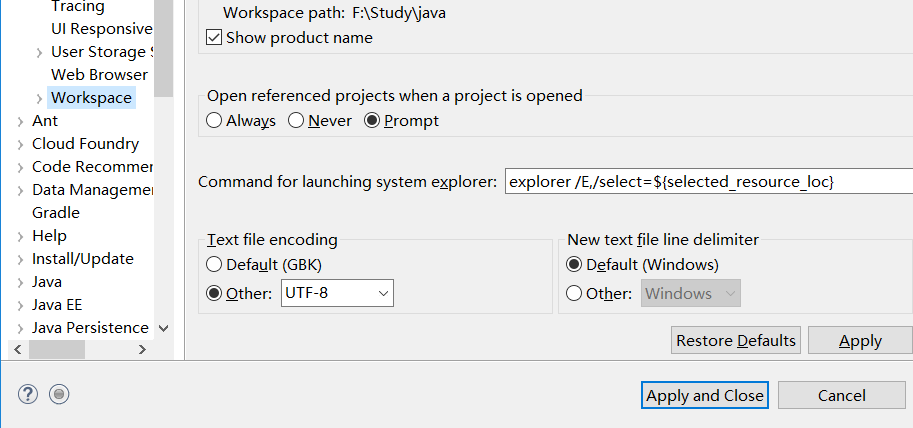 Tracing
UI Responsive
User Storage S
Web Browser
Workspace
Ant
Cloud Foundry
Code Recommer
Data Manageme
Gradle
Help
Install/Update
Java
Java EE
Java Persistence
Workspace path: F:\Study\java
Show product name
Open referenced projects when a project is opened
Always Never Prompt
Command for launching system explorer: explorer /E,/select=${selected_resource_loc}
Text file encoding
Default (GBK)
Other: UTF-8
New text file line delimiter
Default (Windows)
Other: Windows
Restore Defaults Apply
? Apply and Close Cancel